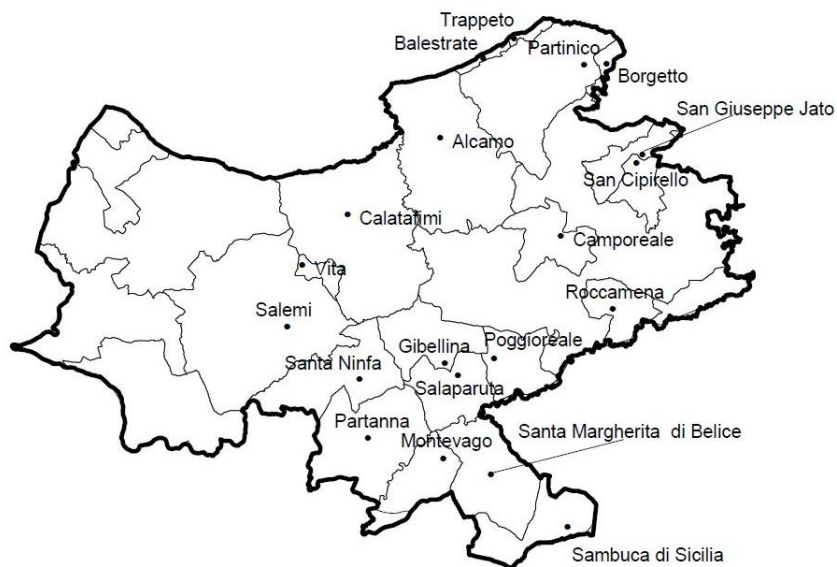 Trappeto
Balestrate
Partinico
Borgetto
San Giuseppe Jato
Alcamo
San Cipirello
Calatafimi
Camporeale
Vita
Roccamena
Salemi
Gibellina
Poggioreale
Santa Ninfa
Salaparuta
Partanna
Montevago
Santa Margherita di Belice
Sambuca di Sicilia